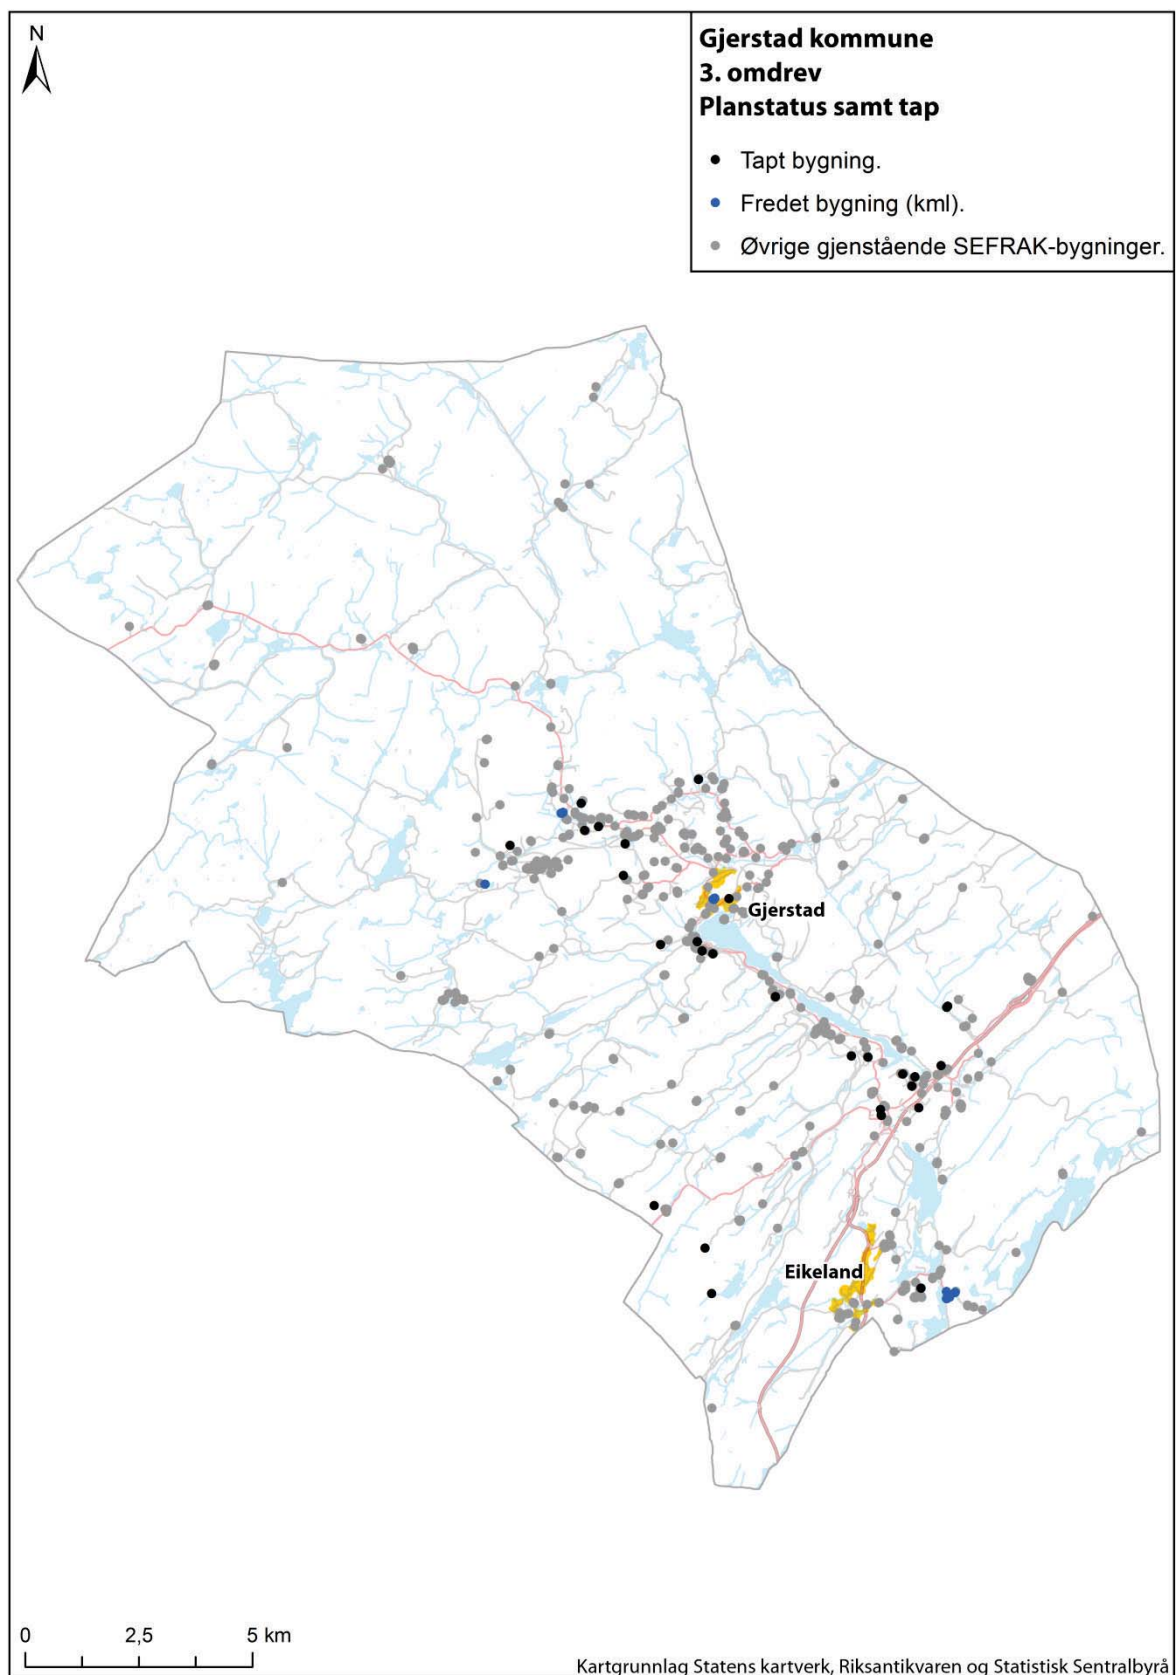 N
Gjerstad kommune
3. omdrev
Planstatus samt tap
Tapt bygning.
Fredet bygning (kml).
Øvrige gjenstående SEFRAK-bygninger.
Gjerstad
Eikeland
0 2,5 5 km
Kartgrunnlag Statens kartverk, Riksantikvaren og Statistisk Sentralbyrå